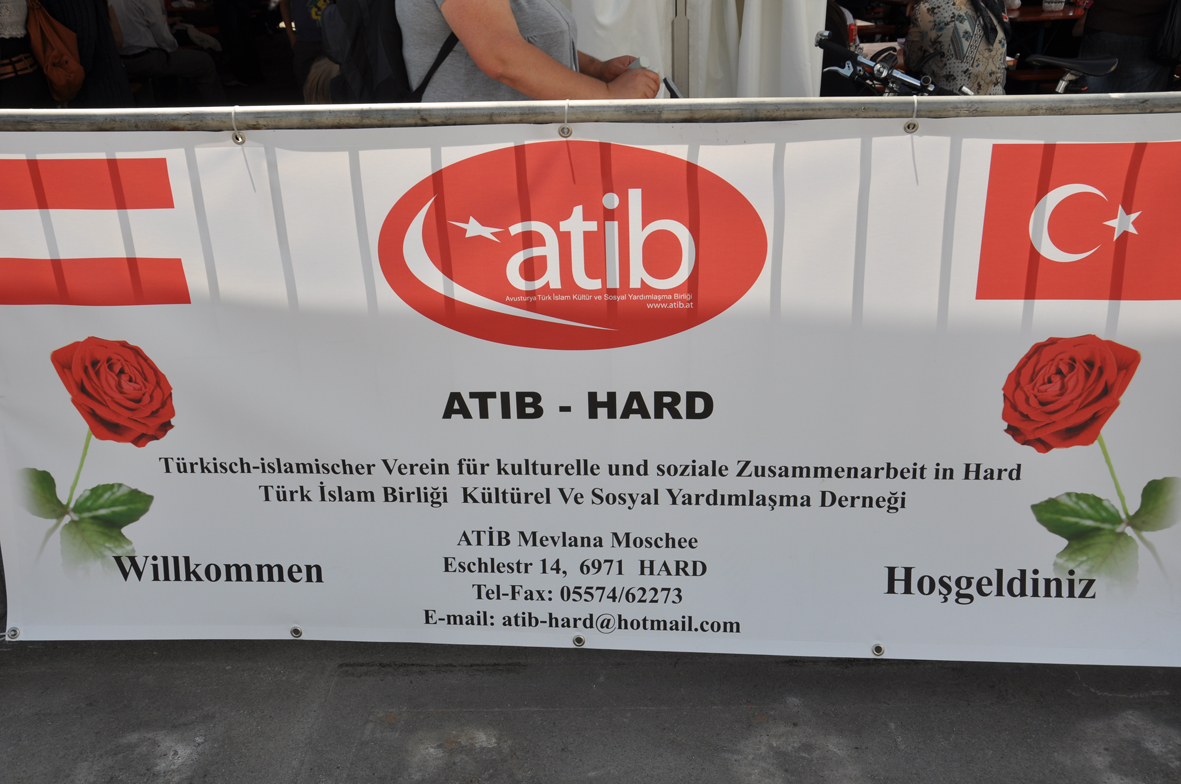 atib
Avusturya Türk İslam Kültür ve Sosyal Yardımlaşma Birliği
www.atib.at
ATIB - HARD
Türkisch-islamischer Verein für kulturelle und soziale Zusammenarbeit in Hard
Türk İslam Birliği Kültürel Ve Sosyal Yardımlaşma Derneği
ATİB Mevlana Moschee
Eschlestr 14, 6971 HARD
Tel-Fax: 05574/62273
E-mail: atib-hard@hotmail.com
Willkommen
Hoşgeldiniz